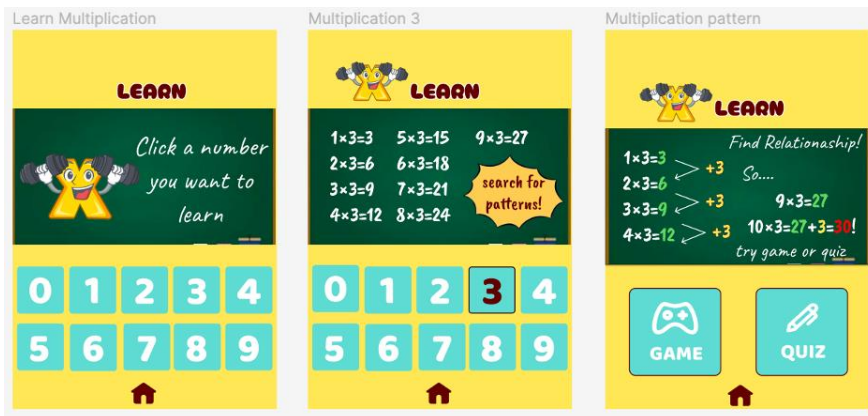 Learn Multiplication
LEARN
Click a number
you want to
learn
0 1 2 3 4
5 6 7 8 9
Multiplication 3
LEARN
1×3=3 5×3=15 9×3=27
2×3=6 6×3=18
3×3=9 7×3=21
4×3=12 8×3=24
search for
patterns!
0 1 2 3 4
5 6 7 8 9
Multiplication pattern
LEARN
Find Relationaship!
1×3=3
+3
2×3=6
So....
+3
3×3=9
9×3=27
+3
4×3=12
10×3=27+3=30!
try game or quiz
GAME
QUIZ